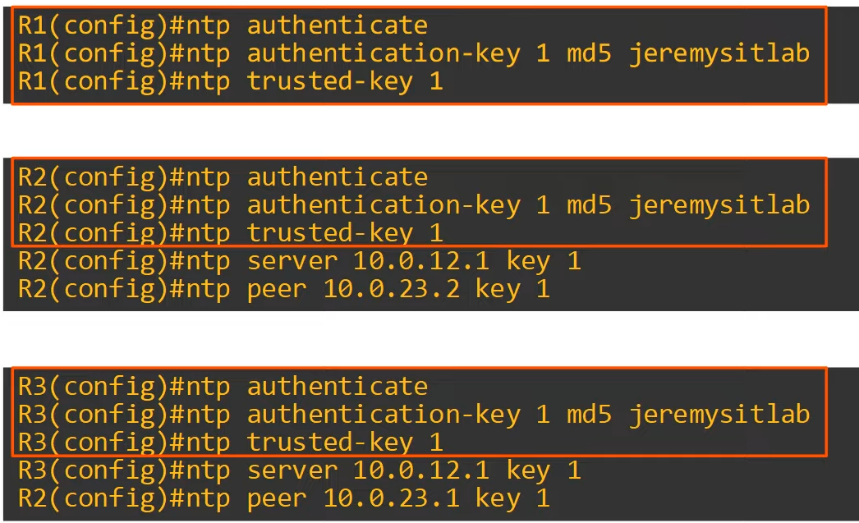 R1(config)#ntp authenticate
R1(config)#ntp authentication-key 1 md5 jeremysitlab
R1(config)#ntp trusted-key 1
R2(config)#ntp authenticate
R2(config)#ntp authentication-key 1 md5 jeremysitlab
R2(config)#ntp trusted-key 1
R2(config)#ntp server 10.0.12.1 key 1
R2(config)#ntp peer 10.0.23.2 key 1
R3(config)#ntp authenticate
R3(config)#ntp authentication-key 1 md5 jeremysitlab
R3(config)#ntp trusted-key 1
R3(config)#ntp server 10.0.12.1 key 1
R2(config)#ntp peer 10.0.23.1 key 1